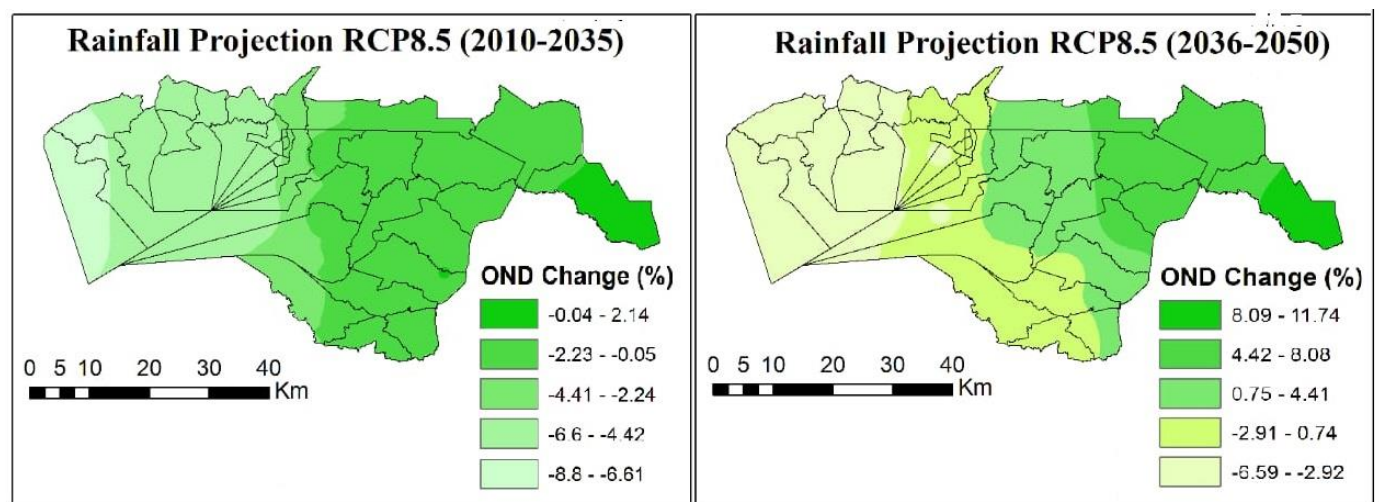 Rainfall Projection RCP8.5 (2010-2035)
OND Change (%)
-0.04 - 2.14
-2.23 - -0.05
-4.41 - -2.24
-6.6 - -4.42
-8.8 - -6.61
0 5 10 20 30 40
Km
Rainfall Projection RCP8.5 (2036-2050)
OND Change (%)
8.09 - 11.74
4.42 - 8.08
0.75 - 4.41
-2.91 - 0.74
-6.59 - -2.92
0 5 10 20 30 40
Km